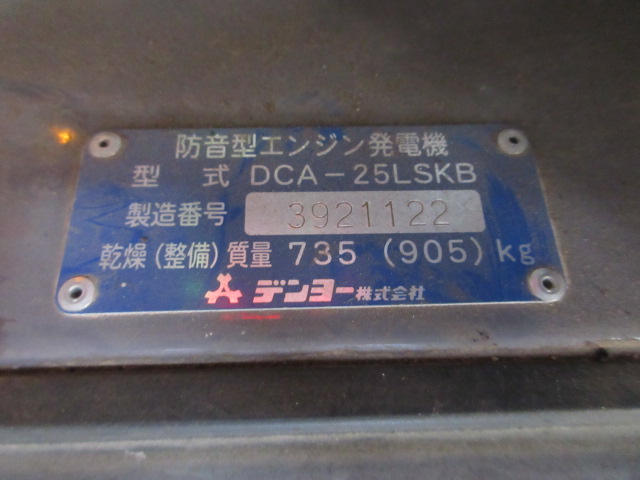 防音型エンジン発電機
型 式 DCA-25LSKB
製造番号 3921122
乾燥(整備)質量 735 (905) kg
デンヨー株式会社